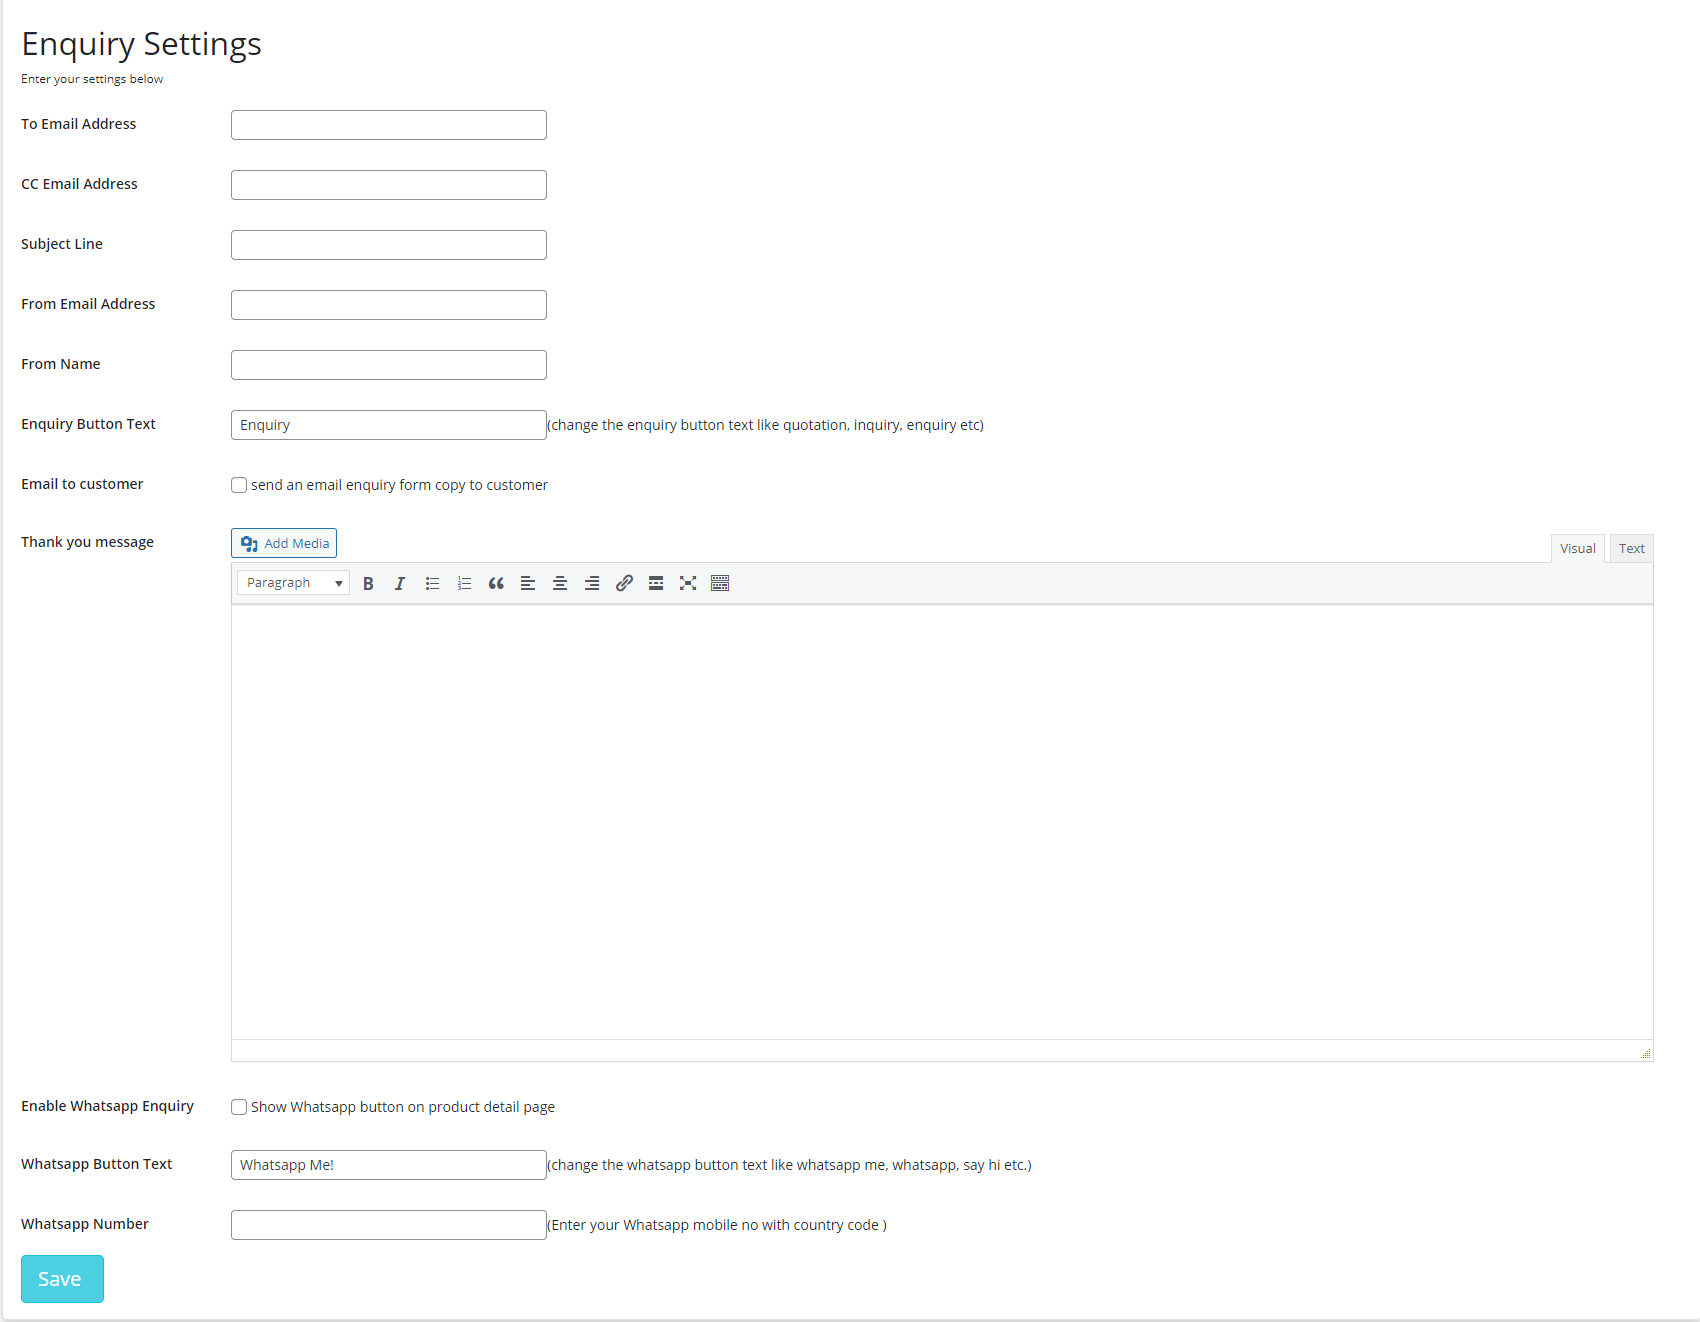 Enquiry Settings
Enter your settings below
To Email Address
CC Email Address
Subject Line
From Email Address
From Name
Enquiry Button Text Enquiry (change the enquiry button text like quotation, inquiry, enquiry etc)
Email to customer send an email enquiry form copy to customer
Thank you message Add Media Visual Text
Paragraph
Enable Whatsapp Enquiry Show Whatsapp button on product detail page
Whatsapp Button Text Whatsapp Me! (change the whatsapp button text like whatsapp me, whatsapp, say hi etc.)
Whatsapp Number (Enter your Whatsapp mobile no with country code )
Save